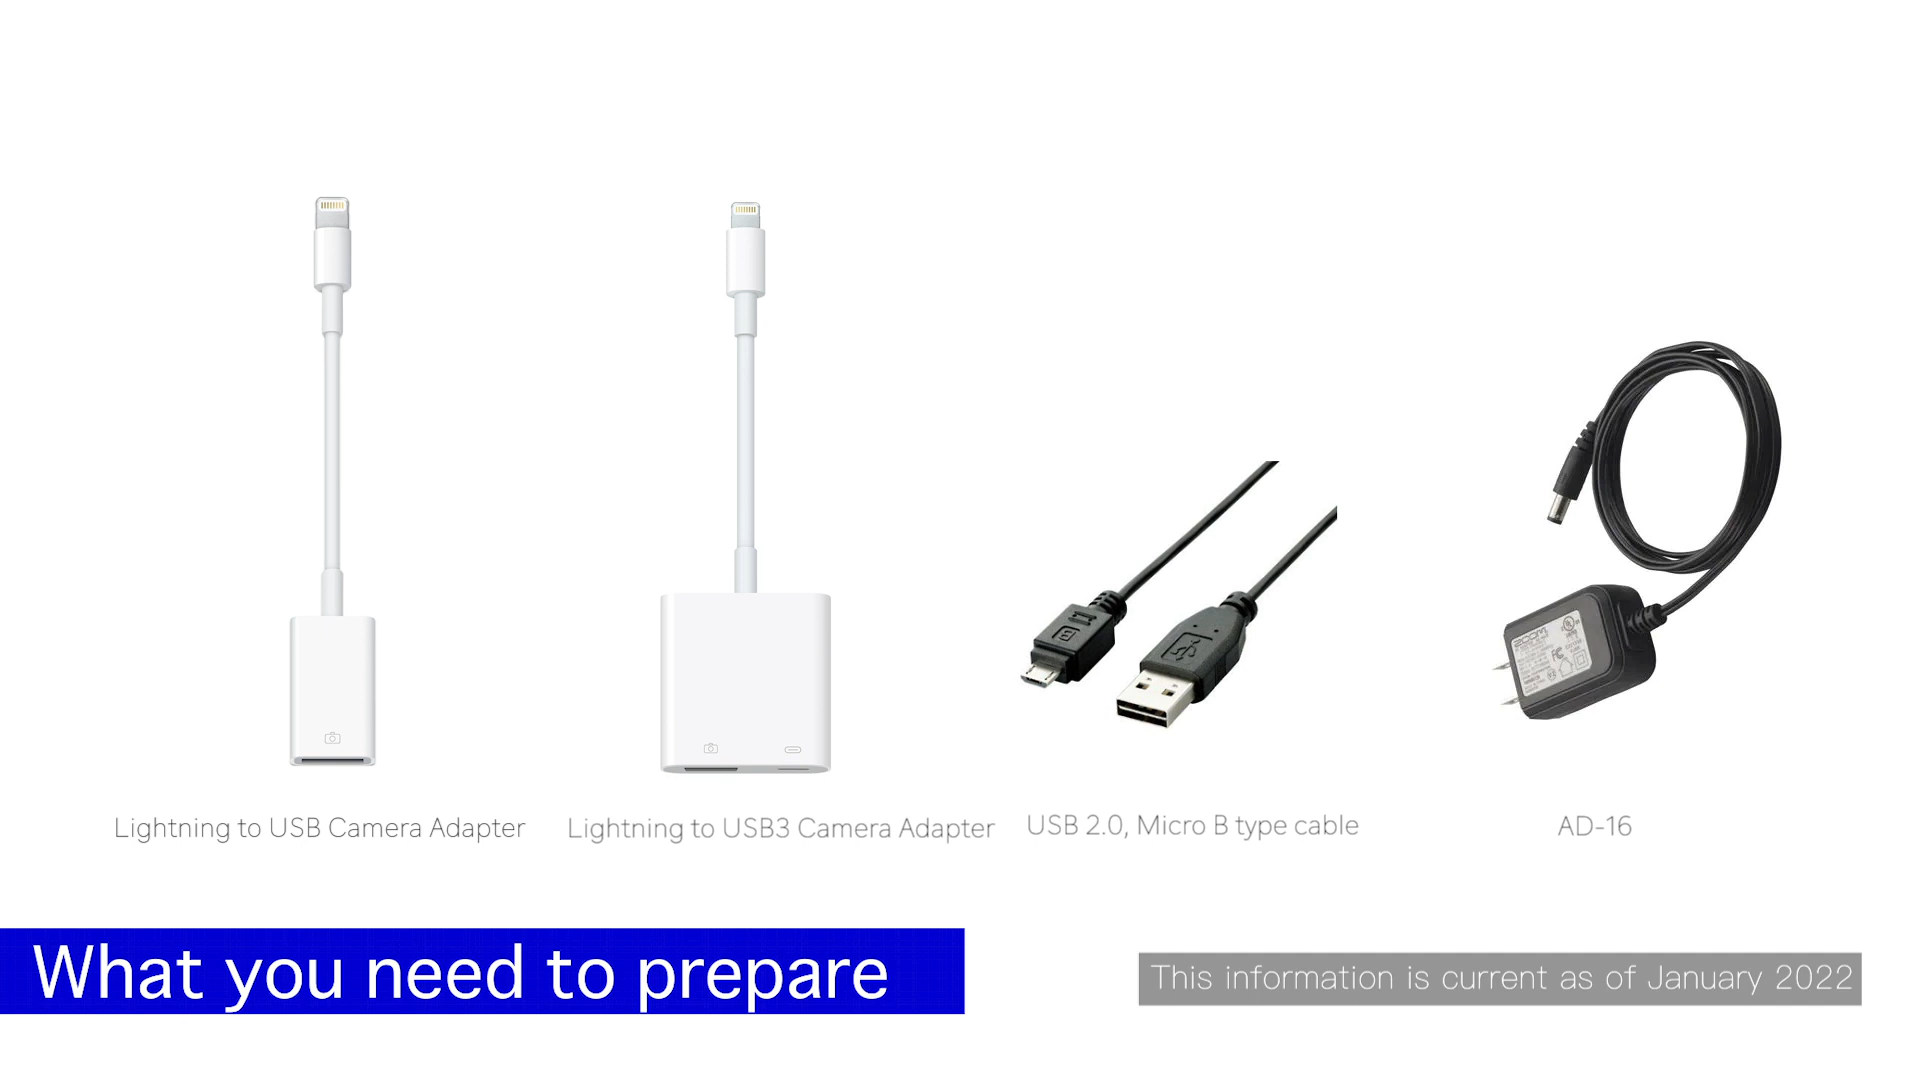 ZOOM
Lightning to USB Camera Adapter
Lightning to USB3 Camera Adapter
USB 2.0, Micro B type cable
AD-16
What you need to prepare
This information is current as of January 2022